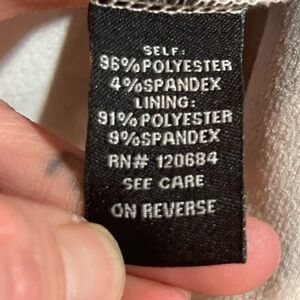 SELF:
96%POLYESTER
4%SPANDEX
LINING:
91%POLYESTER
9%SPANDEX
RN# 120684
SEE CARE
ON REVERSE